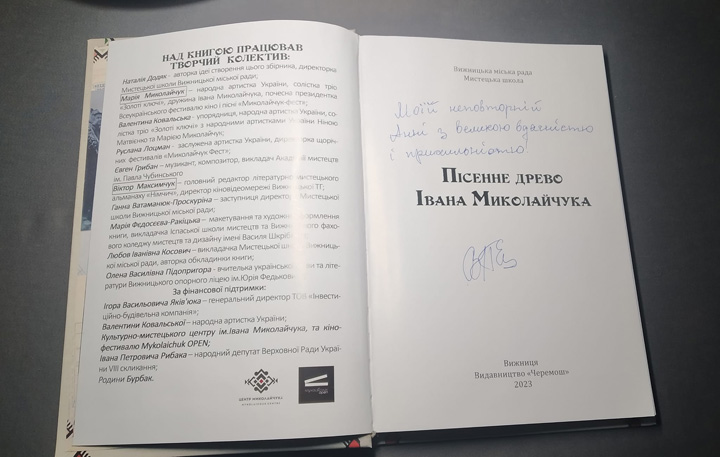 НАД КНИГОЮ ПРАЦЮВАВ
ТВОРЧИЙ КОЛЕКТИВ:
Наталія Додяк - авторка ідеї створення цього збірника, директорка
Мистецької школи Вижницької міської ради;
Марія Миколайчук – народна артистка України, солістка тріо
«Золоті ключі», дружина Івана Миколайчука, почесна президентка
Всеукраїнського фестивалю кіно і пісні «Миколайчук-фест»;
Валентина Ковальська - упорядниця, народна артистка України, со-
лістка тріо «Золоті ключі» з народними артистками України Ніною
Матвієнко та Марією Миколайчук;
Руслана Лоцман – заслужена артистка України, директорка щоріч-
них фестивалів «Миколайчук Фест»;
Євген Грибан – музикант, композитор, викладач Академії мистецтв
ім. Павла Чубинського
Віктор Максимчук – головний редактор літературно-мистецького
альманаху «Німчич», директор кіновідеомережі Вижницької ТГ;
Ганна Ватаманюк-Проскуріна – заступниця директора Мистецької
школи Вижницької міської ради;
Марія Федосєєва-Ракіцька – макетування та художнє оформлення
книги, викладачка Іспаської школи мистецтв та Вижницького фахо-
вого коледжу мистецтв та дизайну імені Василя Шкрібляка;
Любов Іванівна Косович – викладачка Мистецької школи Вижниць-
кої міської ради, авторка обкладинки книги;
Олена Василівна Підопригора - вчителька української мови та літе-
ратури Вижницького опорного ліцею ім.Юрія Федьковича
За фінансової підтримки:
Ігора Васильовича Яків'юка – генеральний директор ТОВ «Інвести-
ційно-будівельна компанія»;
Валентини Ковальської – народна артистка України;
Культурно-мистецького центру ім.Івана Миколайчука, та кіно-
фестивалю Mykolaichuk OPEN;
Івана Петровича Рибака – народний депутат Верховної Ради Украї-
ни VIII скликання;
Родини Бурбак.
ЦЕНТР МИКОЛАЙЧУКА
Вижницька міська рада
Мистецька школа
Моїй неповторній
з великою вдячністю
і прихильністю!
ПІСЕННЕ ДРЕВО
ІВАНА МИКОЛАЙЧУКА
Вижниця
Видавництво «Черемош»
2023